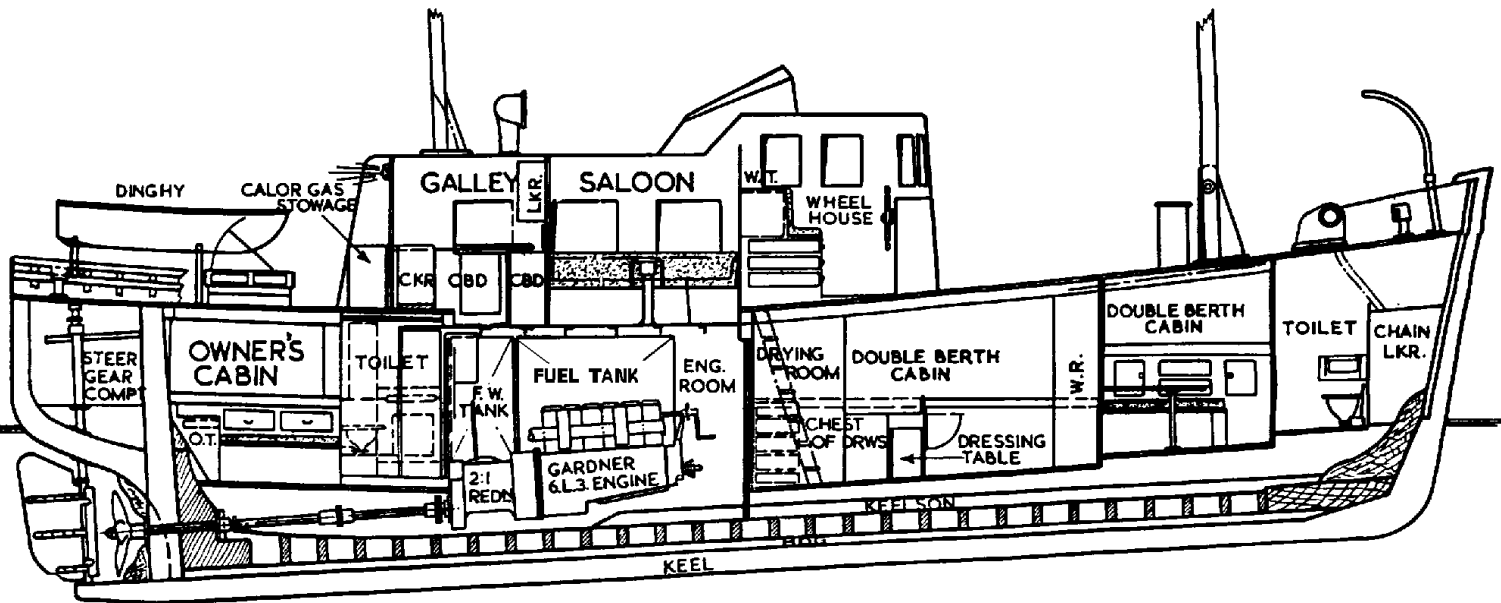 DINGHY
CALOR GAS
STOWAGE
GALLEY
LKR.
SALOON
W.T.
WHEEL
HOUSE
CKR
CBD
CBD
STEER
GEAR
COMPT
OWNER'S
CABIN
O.T.
TOILET
F.W.
TANK
FUEL TANK
ENG.
ROOM
2:1
REDN
GARDNER
6.L.3. ENGINE
DRYING
ROOM
CHEST
OF DRWS
DOUBLE BERTH
CABIN
DRESSING
TABLE
W.R.
DOUBLE BERTH
CABIN
TOILET
CHAIN
LKR.
KEELSON
HOG
KEEL